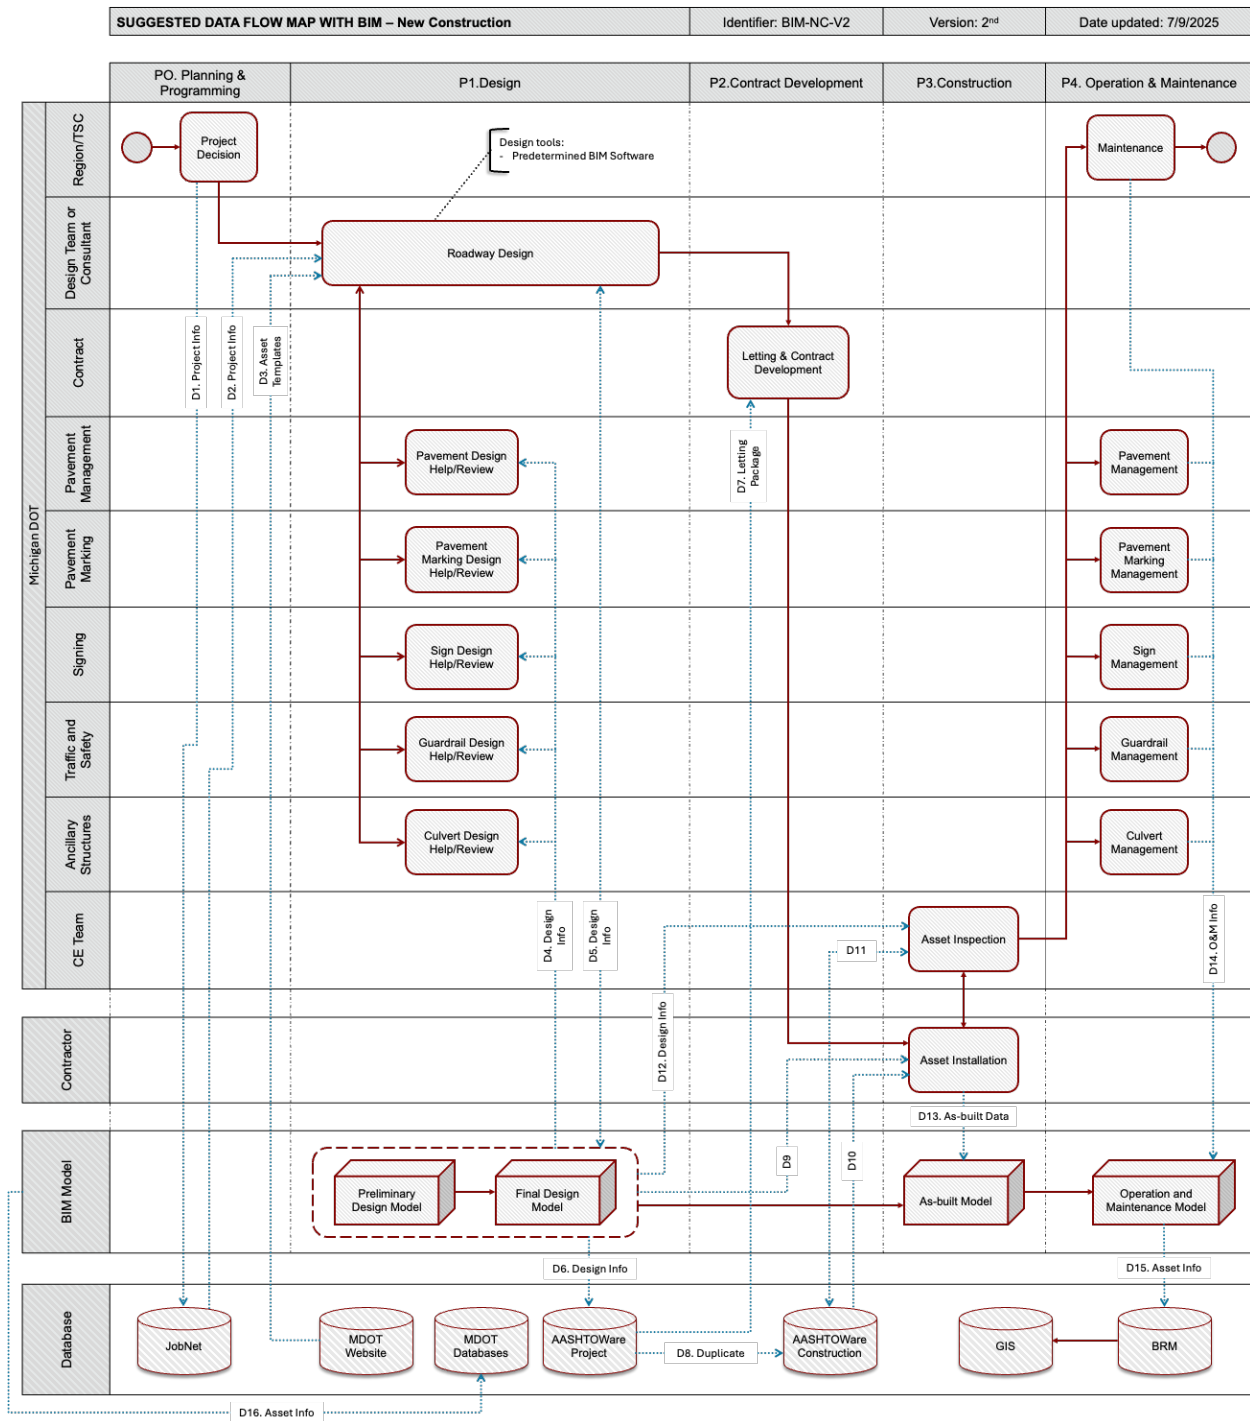 SUGGESTED DATA FLOW MAP WITH BIM – New Construction
Identifier: BIM-NC-V2
Version: 2nd
Date updated: 7/9/2025
PO. Planning &
Programming
P1.Design
P2.Contract Development
P3.Construction
P4. Operation & Maintenance
Michigan DOT
Region/TSC
Project
Decision
Design tools:
- Predetermined BIM Software
Maintenance
Design Team or
Consultant
Roadway Design
Contract
D1. Project Info
D2. Project Info
D3. Asset
Templates
Letting & Contract
Development
Pavement
Management
Pavement Design
Help/Review
D7. Letting
Package
Pavement
Management
Pavement
Marking
Pavement
Marking Design
Help/Review
Pavement
Marking
Management
Signing
Sign Design
Help/Review
Sign
Management
Traffic and
Safety
Guardrail Design
Help/Review
Guardrail
Management
Ancillary
Structures
Culvert Design
Help/Review
Culvert
Management
CE Team
D4. Design
Info
D5. Design
Info
D11
Asset Inspection
D14. O&M Info
Contractor
D12. Design Info
Asset Installation
D13. As-built Data
BIM Model
D9
D10
Preliminary
Design Model
Final Design
Model
As-built Model
Operation and
Maintenance Model
D6. Design Info
D15. Asset Info
Database
JobNet
MDOT
Website
MDOT
Databases
AASHTOWare
Project
D8. Duplicate
AASHTOWare
Construction
GIS
BRM
D16. Asset Info